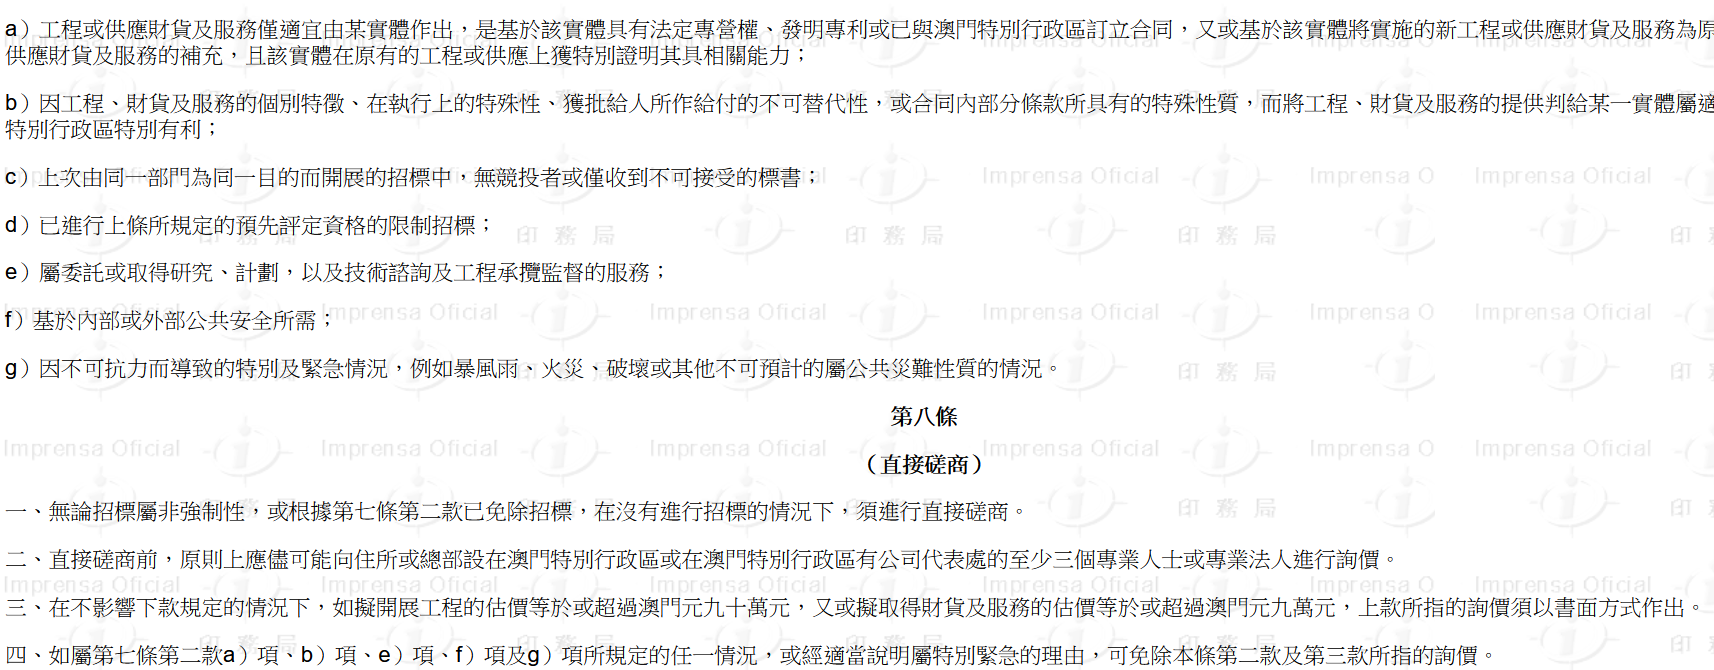 a）工程或供應財貨及服務僅適宜由某實體作出，是基於該實體具有法定專營權、發明專利或已與澳門特別行政區訂立合同，又或基於該實體將實施的新工程或供應財貨及服務為原
供應財貨及服務的補充，且該實體在原有的工程或供應上獲特別證明其具相關能力；
b）因工程、財貨及服務的個別特徵、在執行上的特殊性、獲批給人所作給付的不可替代性，或合同內部分條款所具有的特殊性質，而將工程、財貨及服務的提供判給某一實體屬適
特別行政區特別有利；
c）上次由同一部門為同一目的而開展的招標中，無競投者或僅收到不可接受的標書；
d）已進行上條所規定的預先評定資格的限制招標；
e）屬委託或取得研究、計劃，以及技術諮詢及工程承攬監督的服務；
f）基於內部或外部公共安全所需；
g）因不可抗力而導致的特別及緊急情況，例如暴風雨、火災、破壞或其他不可預計的屬公共災難性質的情況。
第八條
（直接磋商）
一、無論招標屬非強制性，或根據第七條第二款已免除招標，在沒有進行招標的情況下，須進行直接磋商。
二、直接磋商前，原則上應儘可能向住所或總部設在澳門特別行政區或在澳門特別行政區有公司代表處的至少三個專業人士或專業法人進行詢價。
三、在不影響下款規定的情況下，如擬開展工程的估價等於或超過澳門元九十萬元，又或擬取得財貨及服務的估價等於或超過澳門元九萬元，上款所指的詢價須以書面方式作出。
四、如屬第七條第二款a）項、b）項、e）項、f）項及g）項所規定的任一情況，或經適當說明屬特別緊急的理由，可免除本條第二款及第三款所指的詢價。